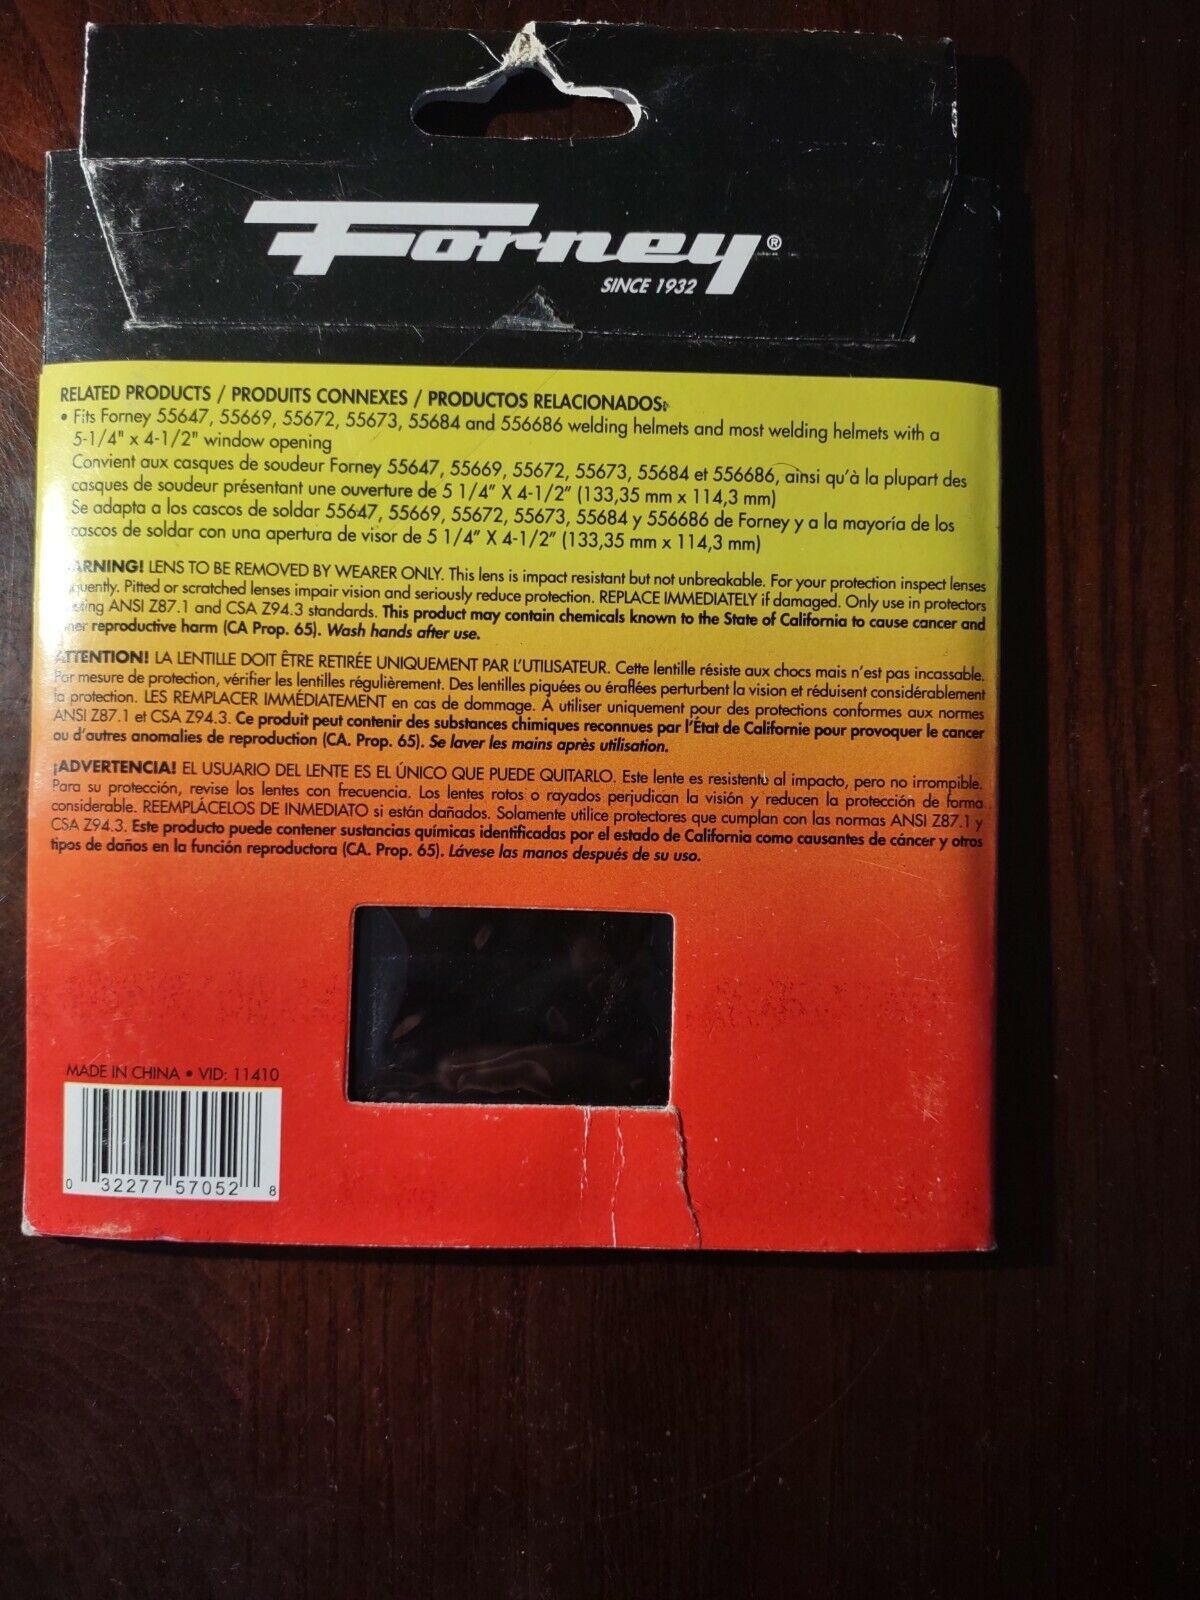 Forney®
SINCE 1932
RELATED PRODUCTS / PRODUITS CONNEXES / PRODUCTOS RELACIONADOS:
• Fits Forney 55647, 55669, 55672, 55673, 55684 and 556686 welding helmets and most welding helmets with a
5-1/4" x 4-1/2" window opening
Convient aux casques de soudeur Forney 55647, 55669, 55672, 55673, 55684 et 556686, ainsi qu'à la plupart des
casques de soudeur présentant une ouverture de 5 1/4" X 4-1/2" (133,35 mm x 114,3 mm)
Se adapta a los cascos de soldar 55647, 55669, 55672, 55673, 55684 y 556686 de Forney y a la mayoría de los
cascos de soldar con una apertura de visor de 5 1/4" X 4-1/2" (133,35 mm x 114,3 mm)
WARNING! LENS TO BE REMOVED BY WEARER ONLY. This lens is impact resistant but not unbreakable. For your protection inspect lenses
Pitted or scratched lenses impair vision and seriously reduce protection. REPLACE IMMEDIATELY if damaged. Only use in protectors
ANSI Z87.1 and CSA Z94.3 standards. This product may contain chemicals known to the State of California to cause cancer and
reproductive harm (CA Prop. 65). Wash hands after use.
ATTENTION! LA LENTILLE DOIT ÊTRE RETIRÉE UNIQUEMENT PAR L'UTILISATEUR. Cette lentille résiste aux chocs mais n'est pas incassable.
Par mesure de protection, vérifier les lentilles régulièrement. Des lentilles piquées ou éraflées perturbent la vision et réduisent considérablement
la protection. LES REMPLACER IMMÉDIATEMENT en cas de dommage. À utiliser uniquement pour des protections conformes aux normes
ANSI Z87.1 et CSA Z94.3. Ce produit peut contenir des substances chimiques reconnues par l'État de Californie pour provoquer le cancer
ou d'autres anomalies de reproduction (CA. Prop. 65). Se laver les mains après utilisation.
¡ADVERTENCIA! EL USUARIO DEL LENTE ES EL ÚNICO QUE PUEDE QUITARLO. Este lente es resistente al impacto, pero no irrompible.
Para su protección, revise los lentes con frecuencia. Los lentes rotos o rayados perjudican la visión y reducen la protección de forma
considerable. REEMPLÁCELOS DE INMEDIATO si están dañados. Solamente utilice protectores que cumplan con las normas ANSI Z87.1 y
CSA Z94.3. Este producto puede contener sustancias químicas identificadas por el estado de California como causantes de cáncer y otros
tipos de daños en la función reproductora (CA. Prop. 65). Lávese las manos después de su uso.
MADE IN CHINA • VID: 11410
0 32277 57052 8